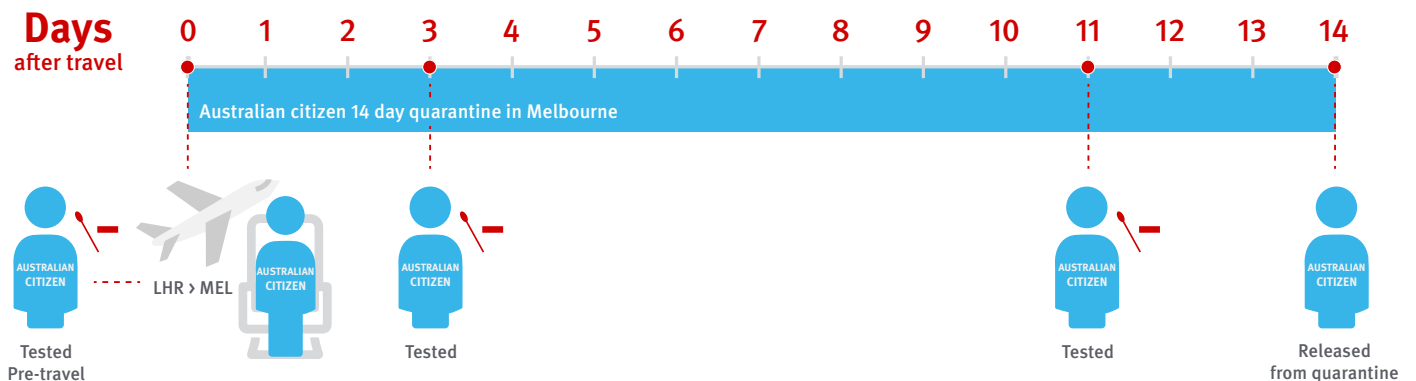 Days
after travel
0 1 2 3 4 5 6 7 8 9 10 11 12 13 14
Australian citizen 14 day quarantine in Melbourne
AUSTRALIAN
CITIZEN
Tested
Pre-travel
LHR > MEL
AUSTRALIAN
CITIZEN
AUSTRALIAN
CITIZEN
Tested
AUSTRALIAN
CITIZEN
Tested
AUSTRALIAN
CITIZEN
Released
from quarantine